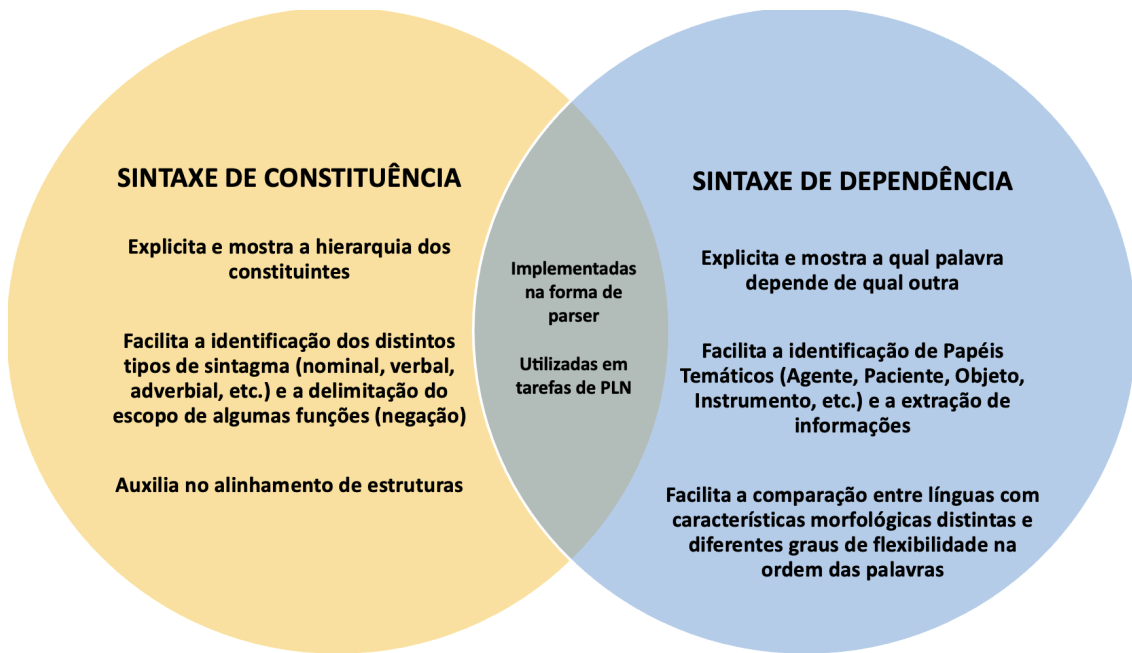 SINTAXE DE CONSTITUÊNCIA
Explicita e mostra a hierarquia dos
constituintes
Facilita a identificação dos distintos
tipos de sintagma (nominal, verbal,
adverbial, etc.) e a delimitação do
escopo de algumas funções (negação)
Auxilia no alinhamento de estruturas
Implementadas
na forma de
parser
Utilizadas em
tarefas de PLN
SINTAXE DE DEPENDÊNCIA
Explicita e mostra a qual palavra
depende de qual outra
Facilita a identificação de Papéis
Temáticos (Agente, Paciente, Objeto,
Instrumento, etc.) e a extração de
informações
Facilita a comparação entre línguas com
características morfológicas distintas e
diferentes graus de flexibilidade na
ordem das palavras